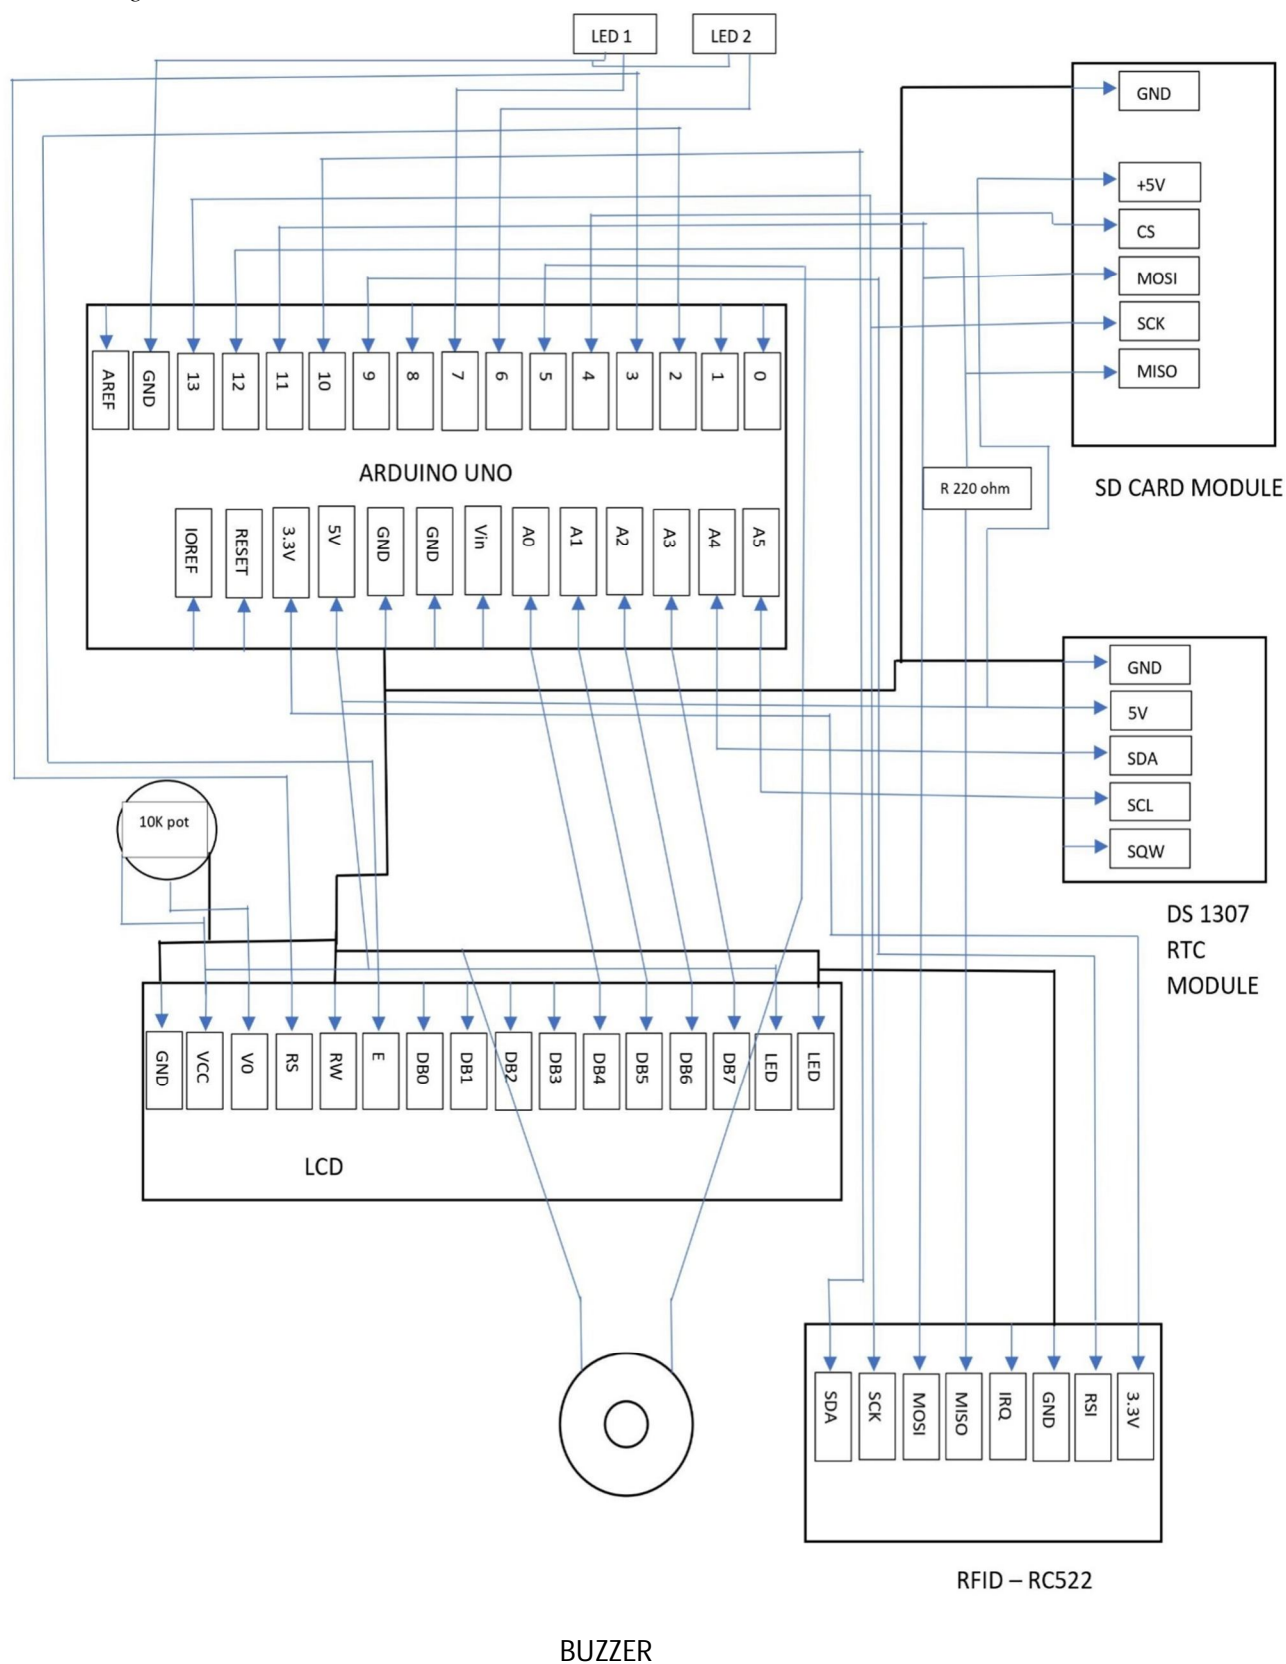 LED 1
LED 2
GND
+5V
CS
MOSI
SCK
MISO
SD CARD MODULE
AREF
GND
13
12
11
10
9
8
7
6
5
4
3
2
1
0
ARDUINO UNO
IOREF
RESET
3.3V
5V
GND
GND
Vin
A0
A1
A2
A3
A4
A5
R 220 ohm
GND
5V
SDA
SCL
SQW
DS 1307
RTC
MODULE
10K pot
GND
VCC
V0
RS
RW
E
DB0
DB1
DB2
DB3
DB4
DB5
DB6
DB7
LED
LED
LCD
SDA
SCK
MOSI
MISO
IRQ
GND
RSI
3.3V
RFID – RC522
BUZZER